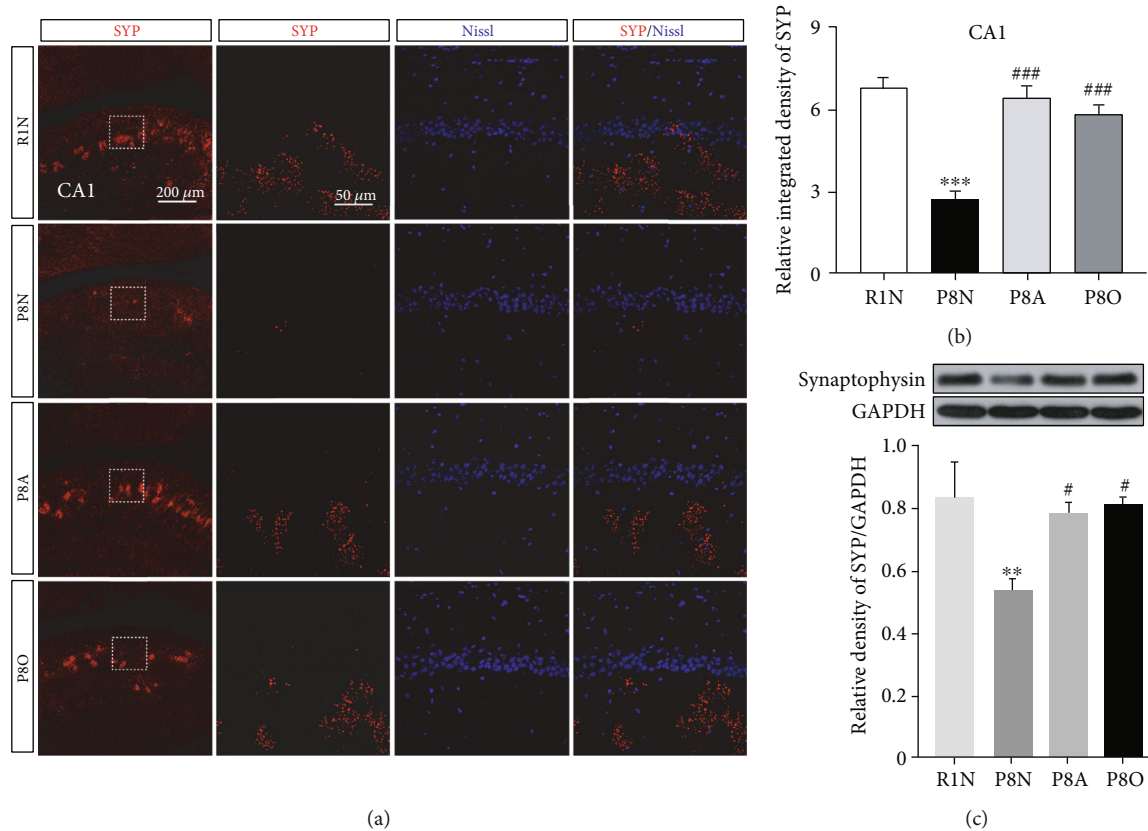 SYP
SYP
Nissl
SYP/Nissl
R1N
CA1
200 μm
50 μm
P8N
P8A
P8O
(a)
CA1
Relative integrated density of SYP
9
6
3
0
***
###
###
R1N
P8N
P8A
P8O
(b)
Synaptophysin
GAPDH
Relative density of SYP/GAPDH
1.0
0.8
0.6
0.4
0.2
0
**
#
#
R1N
P8N
P8A
P8O
(c)